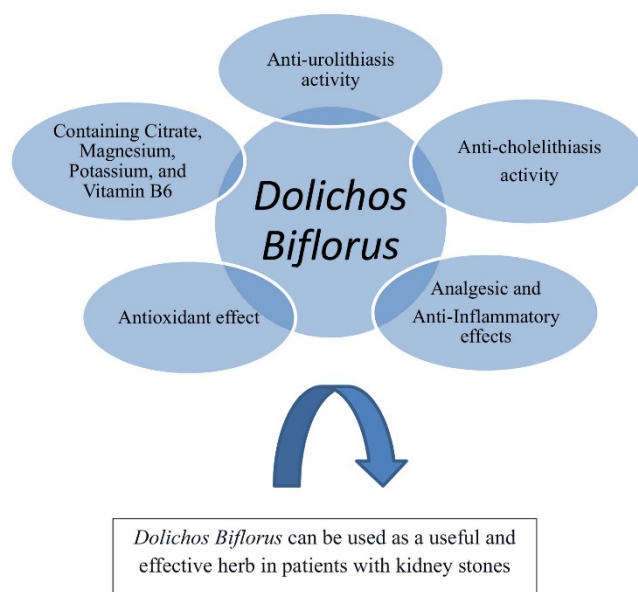 Anti-urolithiasis
activity
Containing Citrate,
Magnesium,
Potassium, and
Vitamin B6
Anti-cholelithiasis
activity
Dolichos
Biflorus
Antioxidant effect
Analgesic and
Anti-Inflammatory
effects
Dolichos Biflorus can be used as a useful and
effective herb in patients with kidney stones